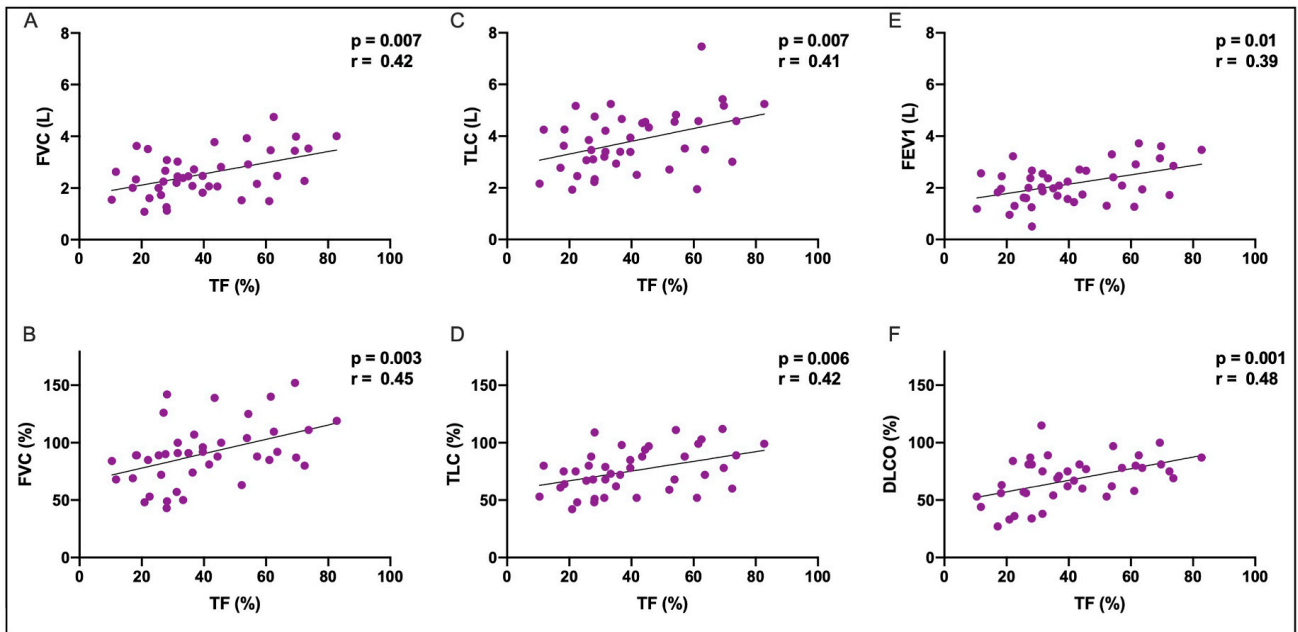 A
8
6
4
2
0
FVC (L)
0 20 40 60 80 100
TF (%)
p = 0.007
r = 0.42
C
8
6
4
2
0
TLC (L)
0 20 40 60 80 100
TF (%)
p = 0.007
r = 0.41
E
8
6
4
2
0
FEV1 (L)
0 20 40 60 80 100
TF (%)
p = 0.01
r = 0.39
B
150
100
50
0
FVC (%)
0 20 40 60 80 100
TF (%)
p = 0.003
r = 0.45
D
150
100
50
0
TLC (%)
0 20 40 60 80 100
TF (%)
p = 0.006
r = 0.42
F
150
100
50
0
DLCO (%)
0 20 40 60 80 100
TF (%)
p = 0.001
r = 0.48